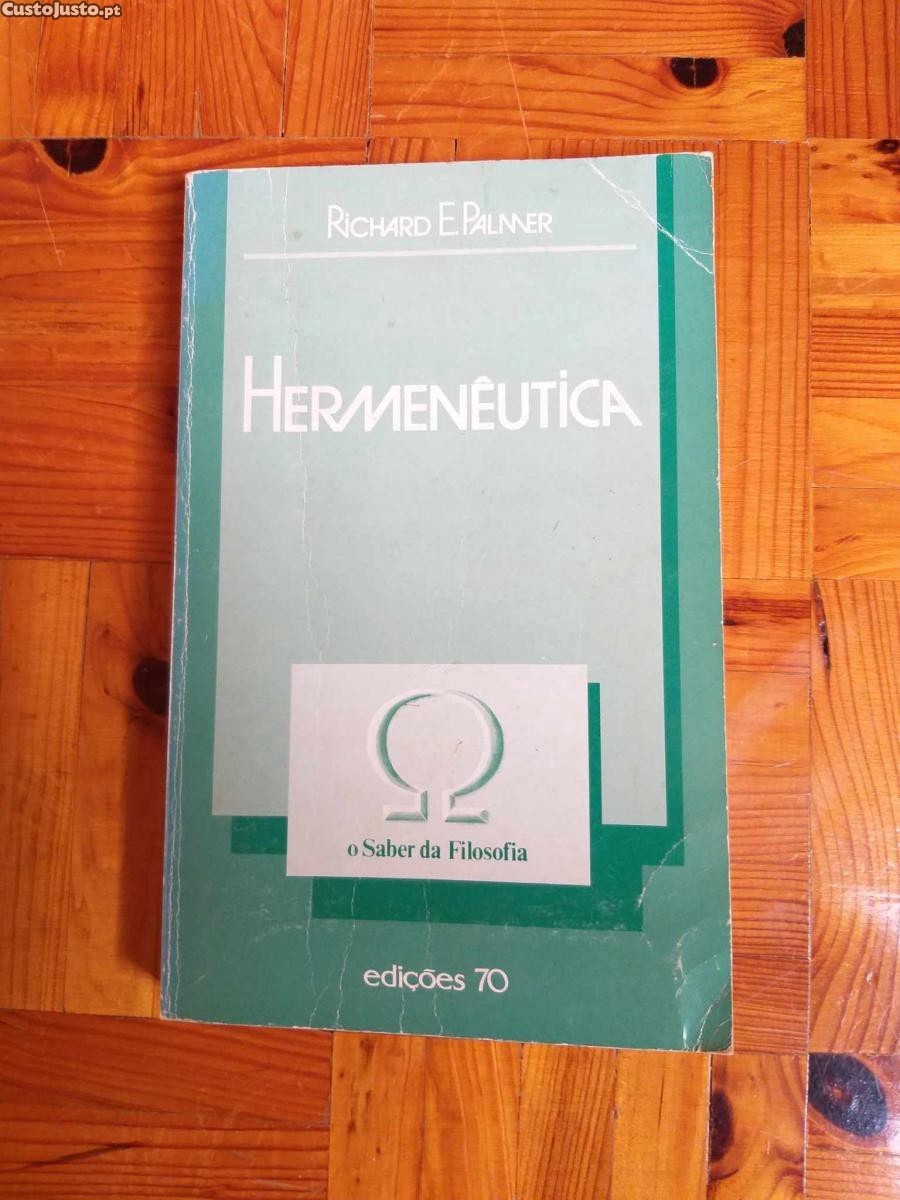 CustoJusto.pt
RICHARD E. PALMER
HERMENÊUTICA
o Saber da Filosofia
edições 70